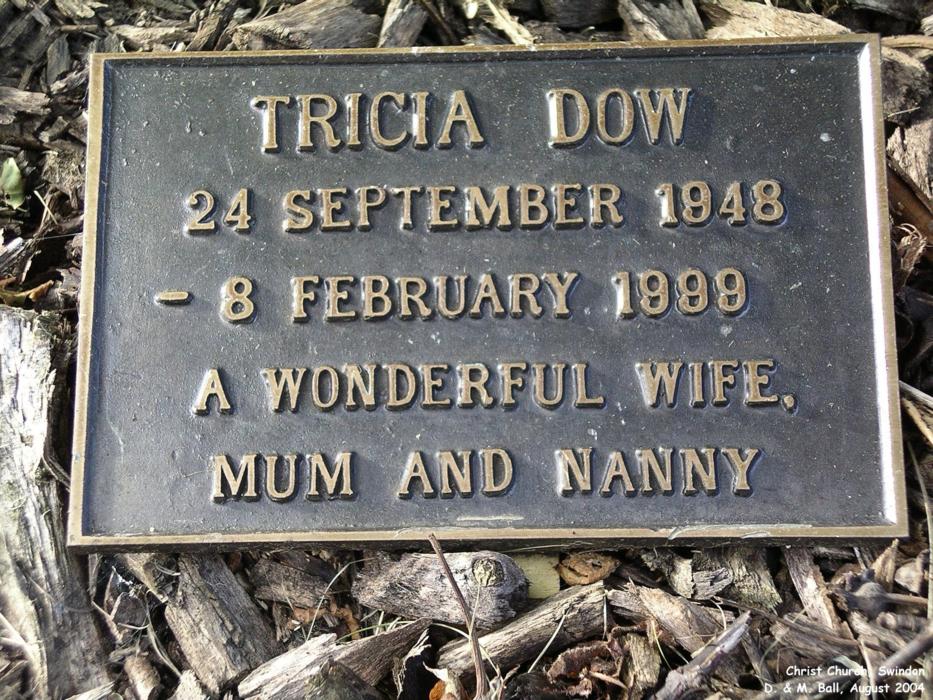 TRICIA DOW
24 SEPTEMBER 1948
- 8 FEBRUARY 1999
A WONDERFUL WIFE,
MUM AND NANNY
Christ Church, Swindon
D. & M. Ball, August 2004